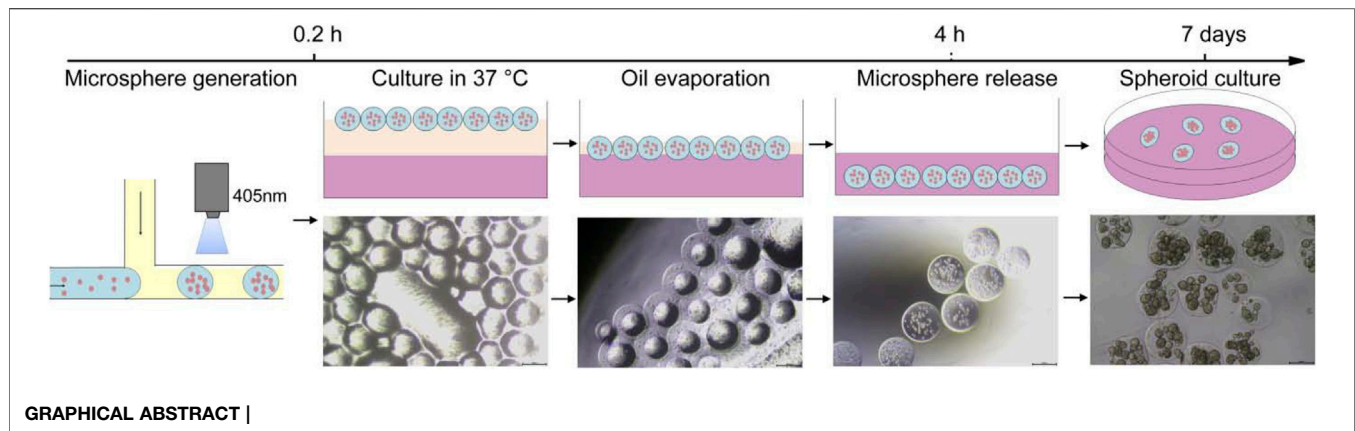 0.2 h 4 h 7 days
Microsphere generation Culture in 37 °C Oil evaporation Microsphere release Spheroid culture
405nm
GRAPHICAL ABSTRACT |